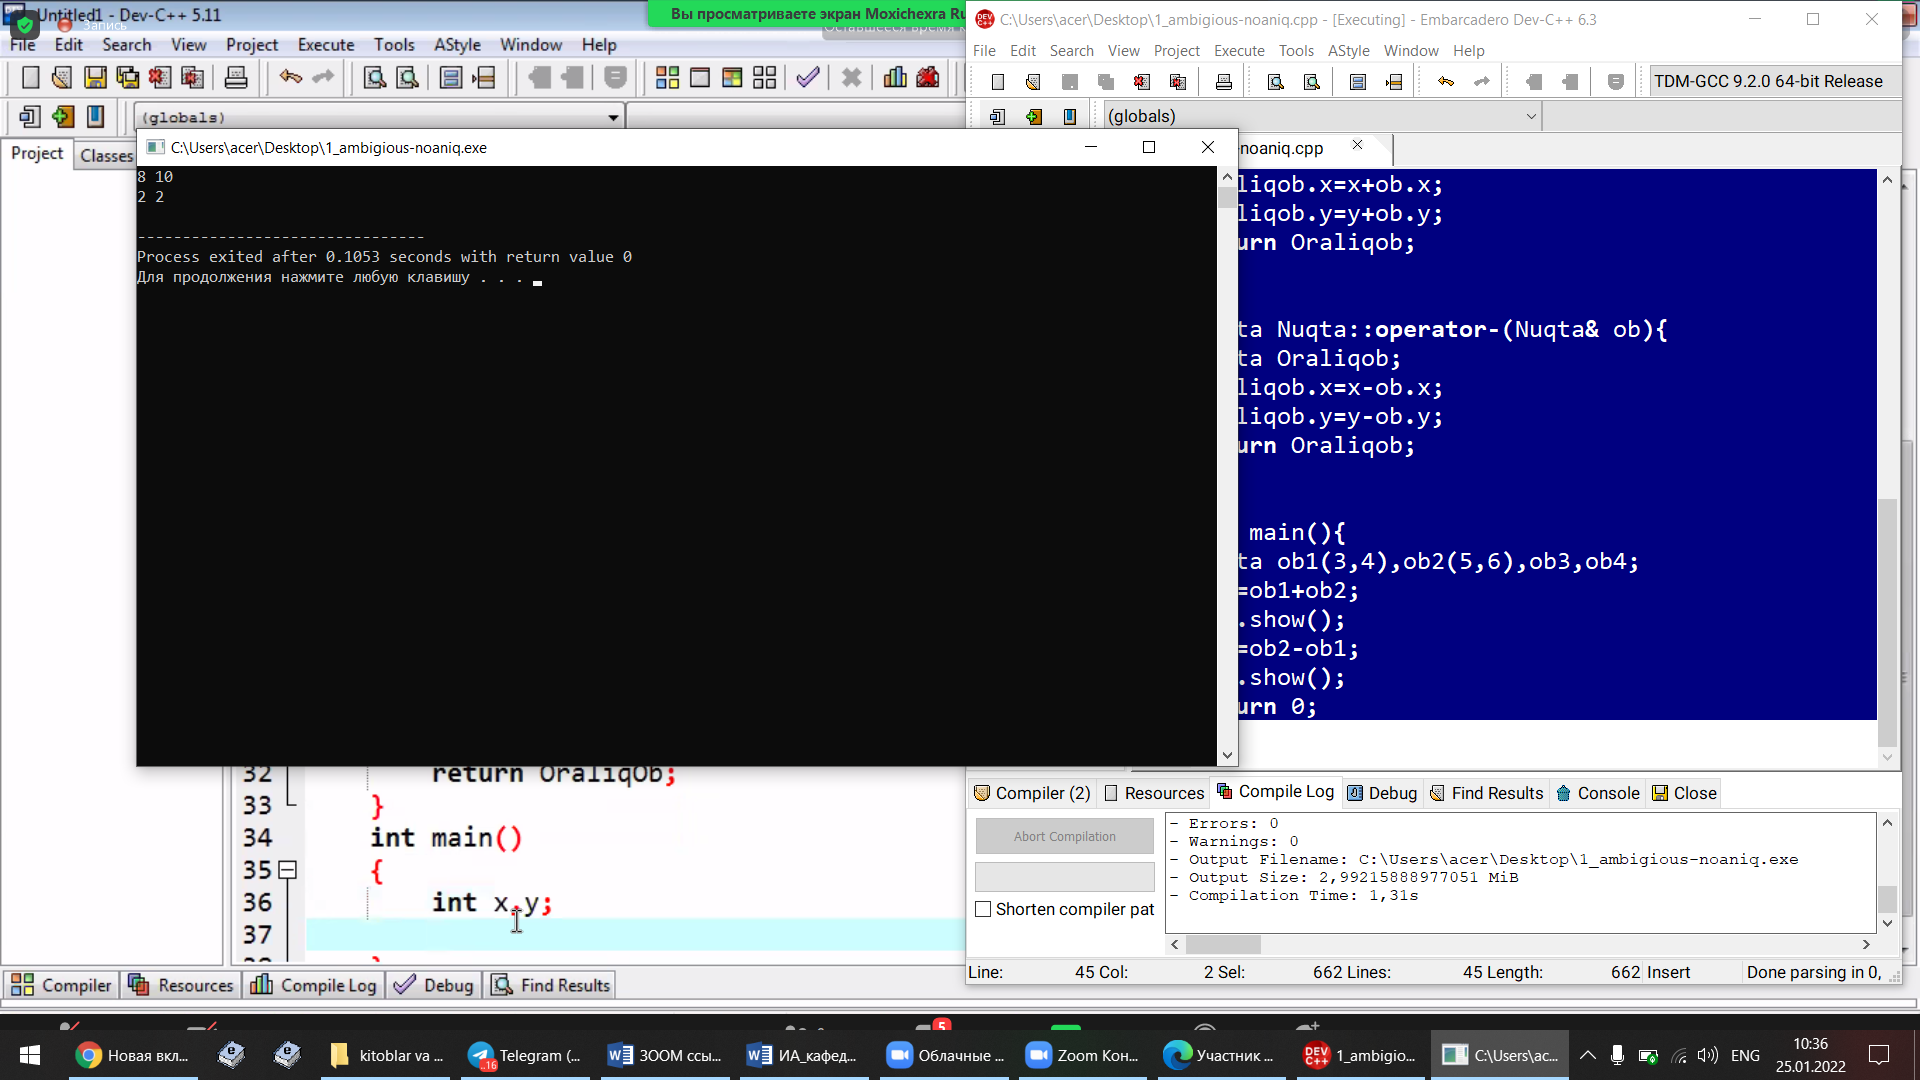 Untitled1 - Dev-C++ 5.11
Запись
Вы просматриваете экран Moxichexra Ru
File Edit Search View Project Execute Tools AStyle Window Help
(globals)
Project Classes
C:\Users\acer\Desktop\1_ambigious-noaniq.cpp - [Executing] - Embarcadero Dev-C++ 6.3
File Edit Search View Project Execute Tools AStyle Window Help
TDM-GCC 9.2.0 64-bit Release
(globals)
noaniq.cpp
C:\Users\acer\Desktop\1_ambigious-noaniq.exe
8 10
2 2
--------------------------------
Process exited after 0.1053 seconds with return value 0
Для продолжения нажмите любую клавишу . . .
liqob.x=x+ob.x;
liqob.y=y+ob.y;
urn Oraliqob;
ta Nuqta::operator-(Nuqta& ob){
ta Oraliqob;
liqob.x=x-ob.x;
liqob.y=y-ob.y;
urn Oraliqob;
main(){
ta ob1(3,4),ob2(5,6),ob3,ob4;
=ob1+ob2;
.show();
=ob2-ob1;
.show();
urn 0;
32 return OraliqOb;
33 }
34 int main()
35 {
36 int x,y;
37
Compiler Resources Compile Log Debug Find Results
Compiler (2) Resources Compile Log Debug Find Results Console Close
Abort Compilation
Shorten compiler pat
- Errors: 0
- Warnings: 0
- Output Filename: C:\Users\acer\Desktop\1_ambigious-noaniq.exe
- Output Size: 2,99215888977051 MiB
- Compilation Time: 1,31s
Line: 45 Col: 2 Sel: 662 Lines: 45 Length: 662 Insert Done parsing in 0,
5
Новая вкл...
kitoblar va ...
Telegram (...
..16
ЗООМ ссы...
ИА_кафед...
Облачные ...
Zoom Кон...
Участник ...
1_ambigio...
C:\Users\ac...
ENG
10:36
25.01.2022